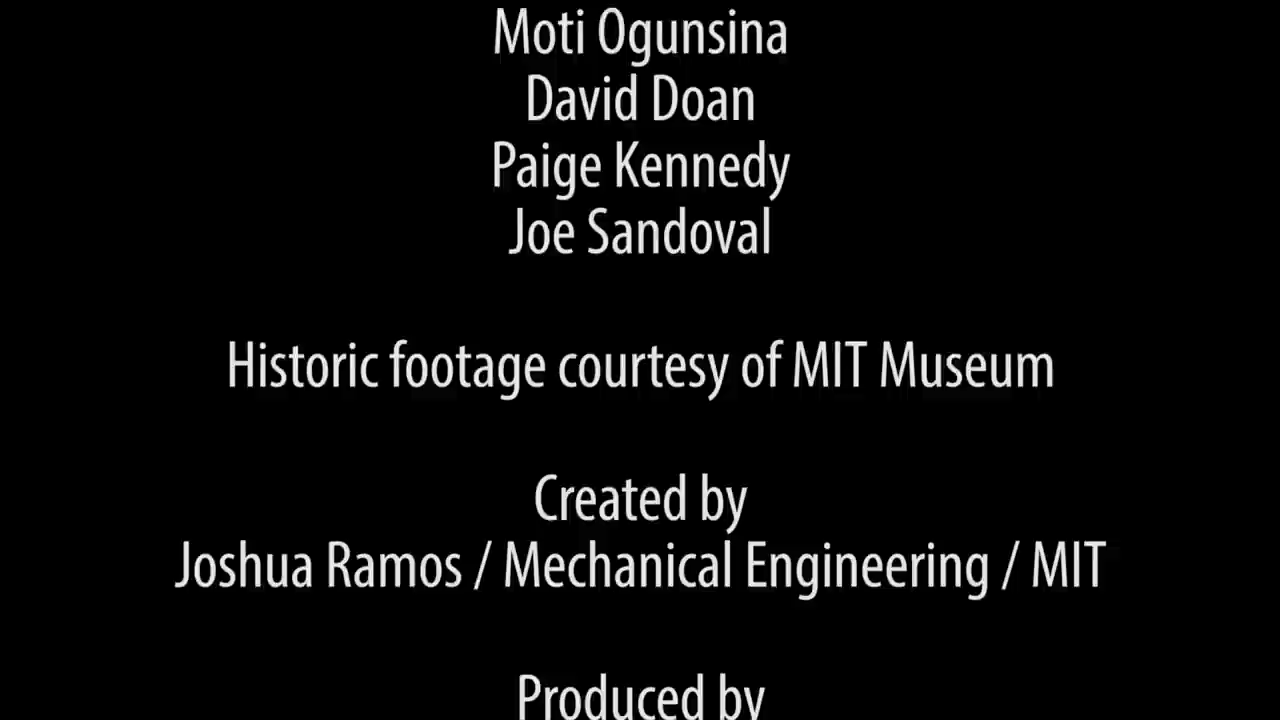 Moti Ogunsina
David Doan
Paige Kennedy
Joe Sandoval
Historic footage courtesy of MIT Museum
Created by
Joshua Ramos / Mechanical Engineering / MIT
Produced by